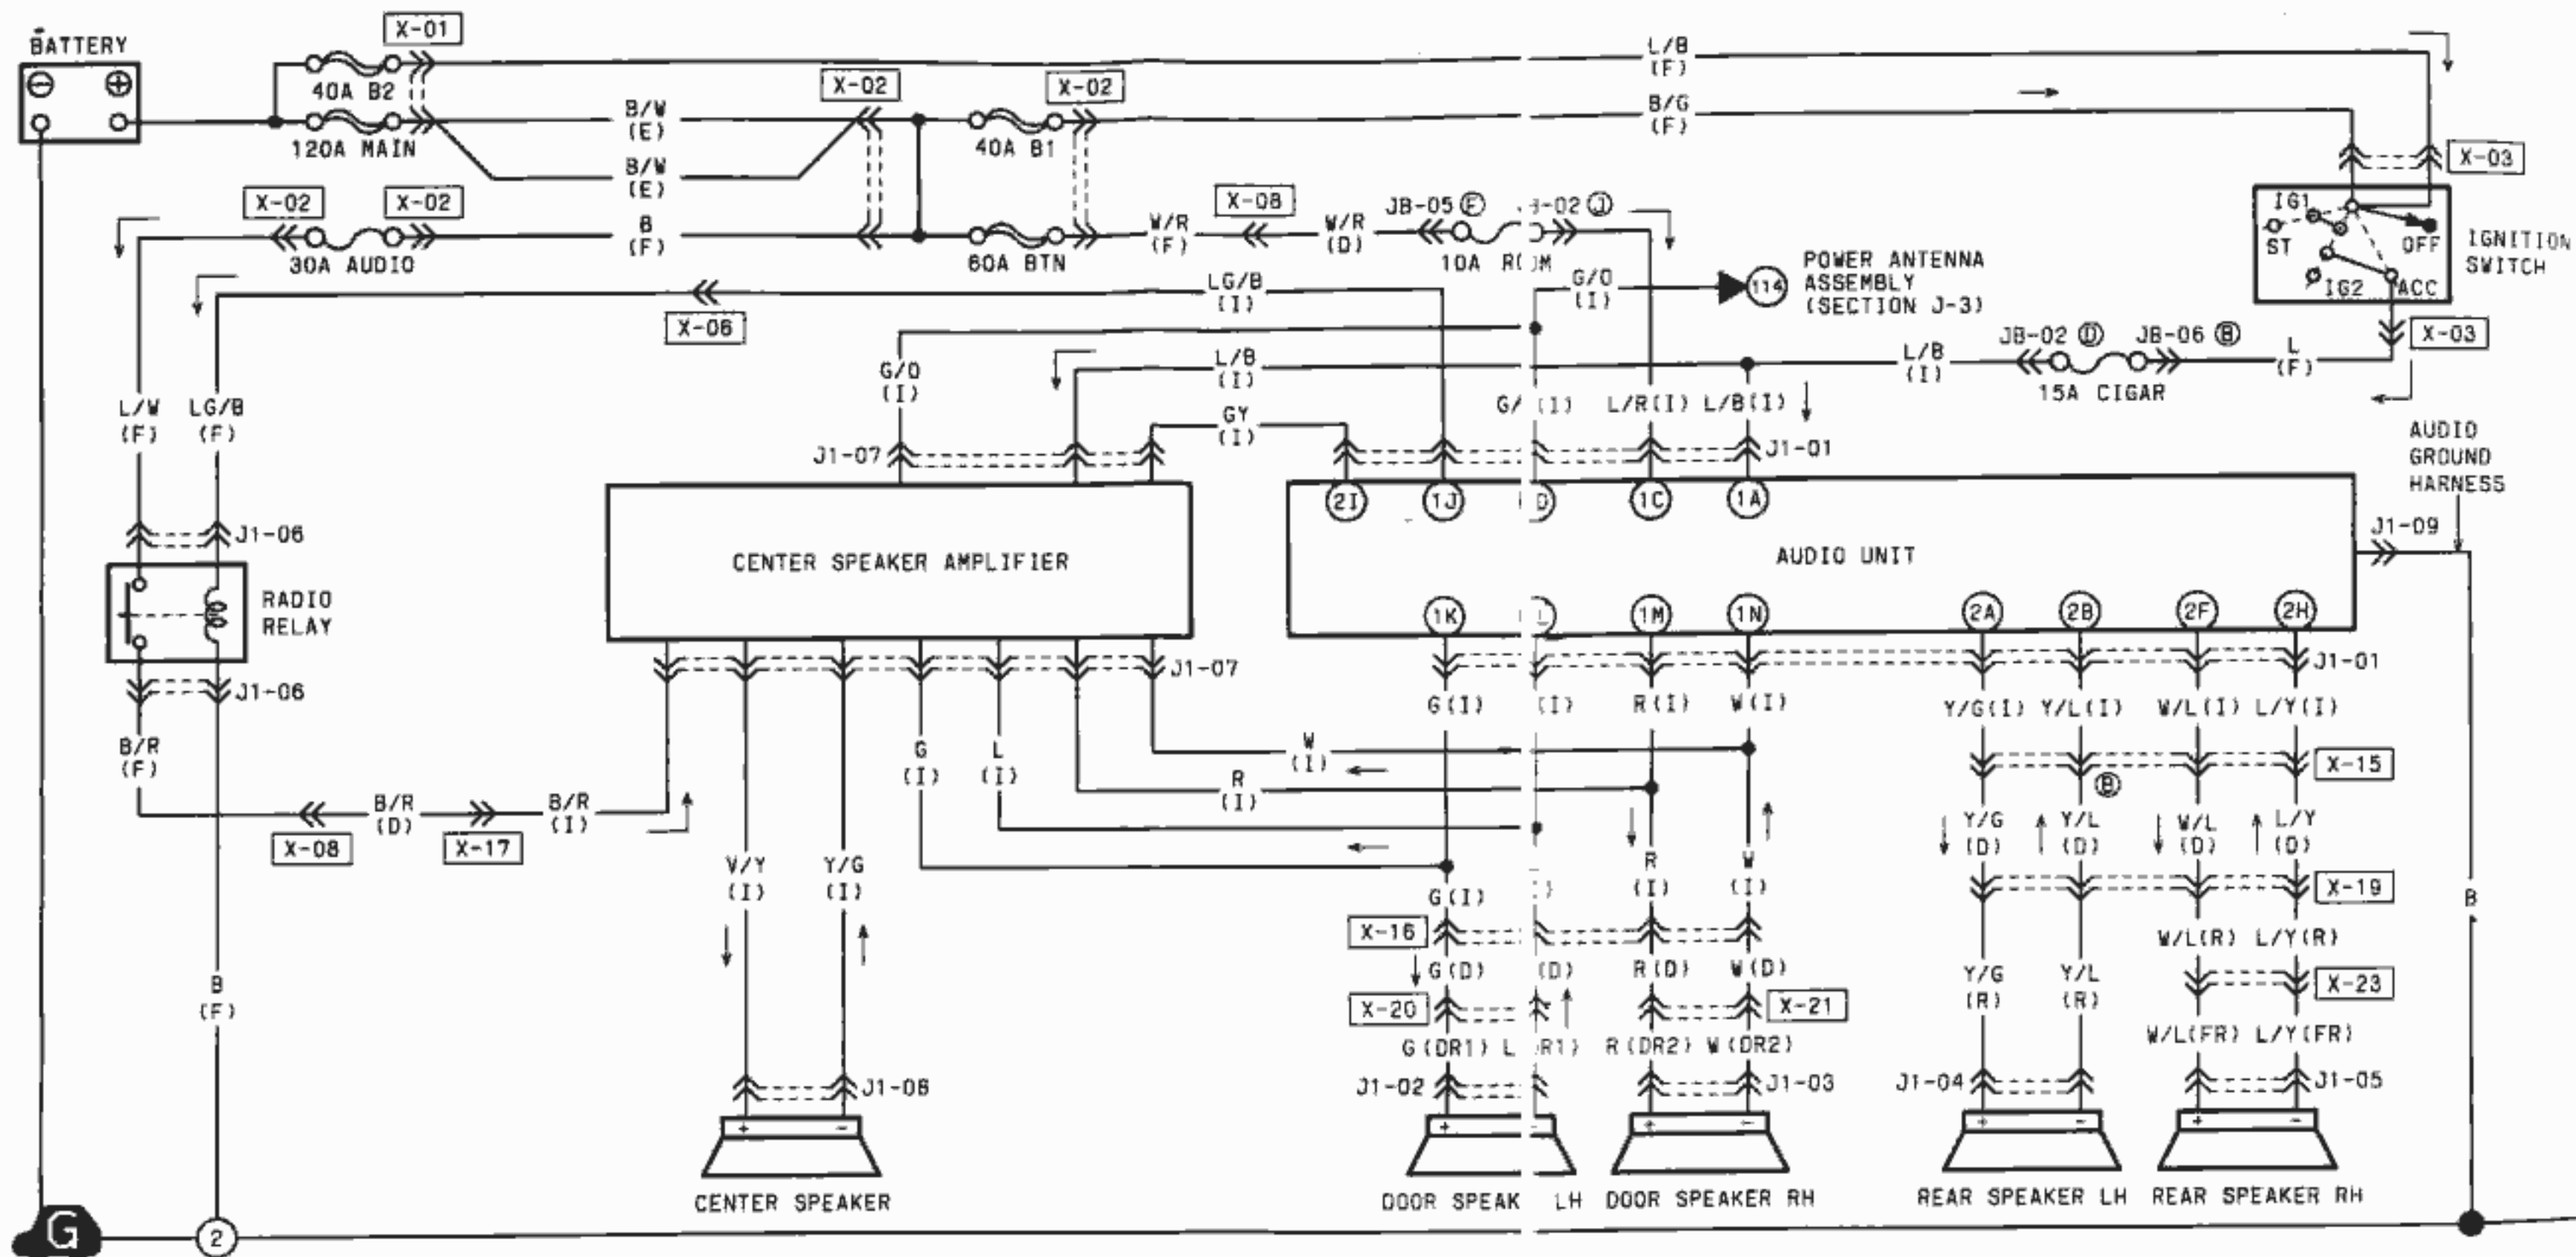 BATTERY
X-01
40A B2
120A MAIN
B/W
(E)
B/W
(E)
X-02
X-02
40A B1
L/B
(F)
B/G
(F)
X-03
X-02
X-02
30A AUDIO
B
(F)
60A BTN
W/R
(F)
X-08
W/R
(D)
JB-05 F
-02 J
10A
IG1
ST
OFF
IG2
ACC
IGNITION
SWITCH
POWER ANTENNA
ASSEMBLY
(SECTION J-3)
114
G/O
(I)
LG/B
(I)
X-06
JB-02 D
JB-06 B
15A CIGAR
L
(F)
X-03
L/B
(I)
L/B
(I)
G/O
(I)
GY
(I)
G/ (I)
L/R(I)
L/B(I)
L/W
(F)
LG/B
(F)
J1-07
J1-01
AUDIO
GROUND
HARNESS
J1-09
2I
1J
D
1C
1A
J1-06
CENTER SPEAKER AMPLIFIER
AUDIO UNIT
RADIO
RELAY
1K
1M
1N
2A
2B
2F
2H
J1-06
J1-07
J1-01
G(I)
(I)
R(I)
W(I)
Y/G(I)
Y/L(I)
W/L(I)
L/Y(I)
B/R
(F)
G
(I)
L
(I)
W
(I)
R
(I)
X-15
B
B/R
(D)
B/R
(I)
X-08
X-17
V/Y
(I)
Y/G
(I)
Y/G
(D)
Y/L
(D)
W/L
(D)
L/Y
(D)
G(I)
R
(I)
W
(I)
X-19
B
X-16
G(D)
(D)
R(D)
W(D)
W/L(R)
L/Y(R)
Y/G
(R)
Y/L
(R)
X-23
B
(F)
X-20
X-21
G(DR1)
L R1)
R(DR2)
W(DR2)
W/L(FR)
L/Y(FR)
J1-08
J1-02
J1-03
J1-04
J1-05
+ -
+
+ -
+ -
+ -
CENTER SPEAKER
DOOR SPEAK LH
DOOR SPEAKER RH
REAR SPEAKER LH
REAR SPEAKER RH
G
2